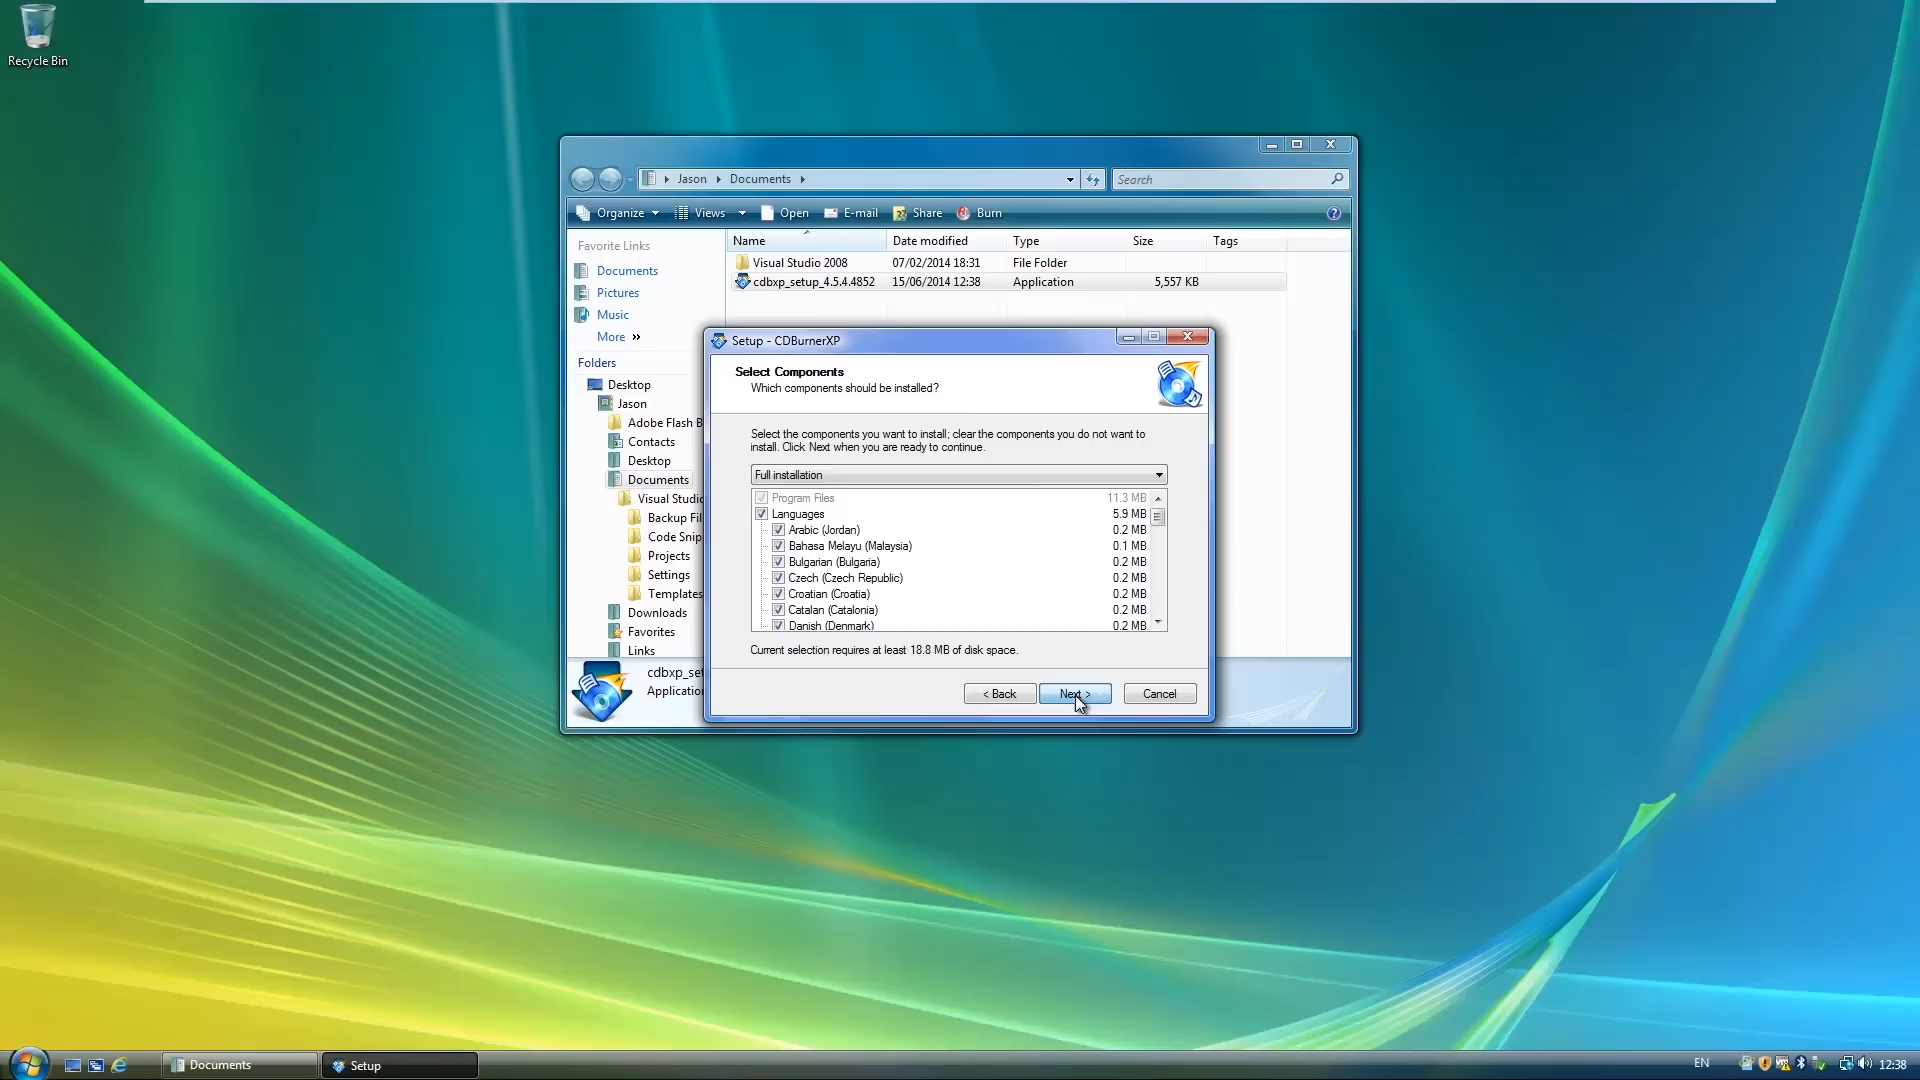 Recycle Bin
Jason Documents
Search
Organize Views Open E-mail Share Burn
Favorite Links
Documents
Pictures
Music
More »
Folders
Desktop
Jason
Adobe Flash B
Contacts
Desktop
Documents
Visual Studio
Backup Fil
Code Snip
Projects
Settings
Templates
Downloads
Favorites
Links
Name Date modified Type Size Tags
Visual Studio 2008 07/02/2014 18:31 File Folder
cdbxp_setup_4.5.4.4852 15/06/2014 12:38 Application 5,557 KB
cdbxp_set
Application
Setup - CDBurnerXP
Select Components
Which components should be installed?
Select the components you want to install; clear the components you do not want to
install. Click Next when you are ready to continue.
Full installation
Program Files 11.3 MB
Languages 5.9 MB
Arabic (Jordan) 0.2 MB
Bahasa Melayu (Malaysia) 0.1 MB
Bulgarian (Bulgaria) 0.2 MB
Czech (Czech Republic) 0.2 MB
Croatian (Croatia) 0.2 MB
Catalan (Catalonia) 0.2 MB
Danish (Denmark) 0.2 MB
Current selection requires at least 18.8 MB of disk space.
< Back Next > Cancel
Documents Setup EN 12:38